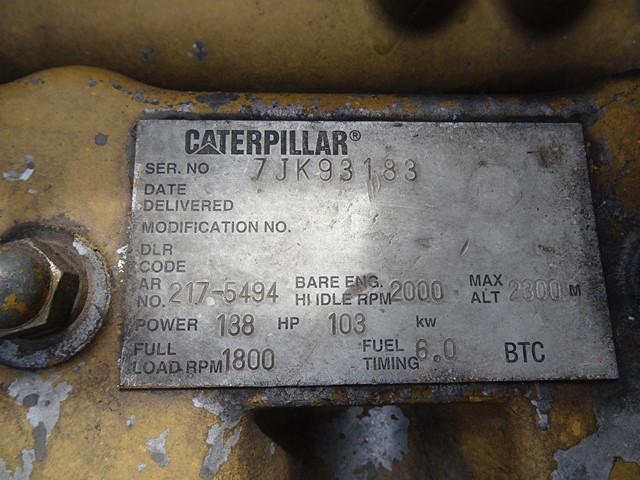 CATERPILLAR®
SER. NO 7JK93183
DATE
DELIVERED
MODIFICATION NO.
DLR
CODE
AR
NO. 217-5494 BARE ENG.
HI IDLE RPM 2000 MAX
ALT 2300 M
POWER 138 HP 103 kw
FULL
LOAD RPM 1800 FUEL
TIMING 6.0 BTC